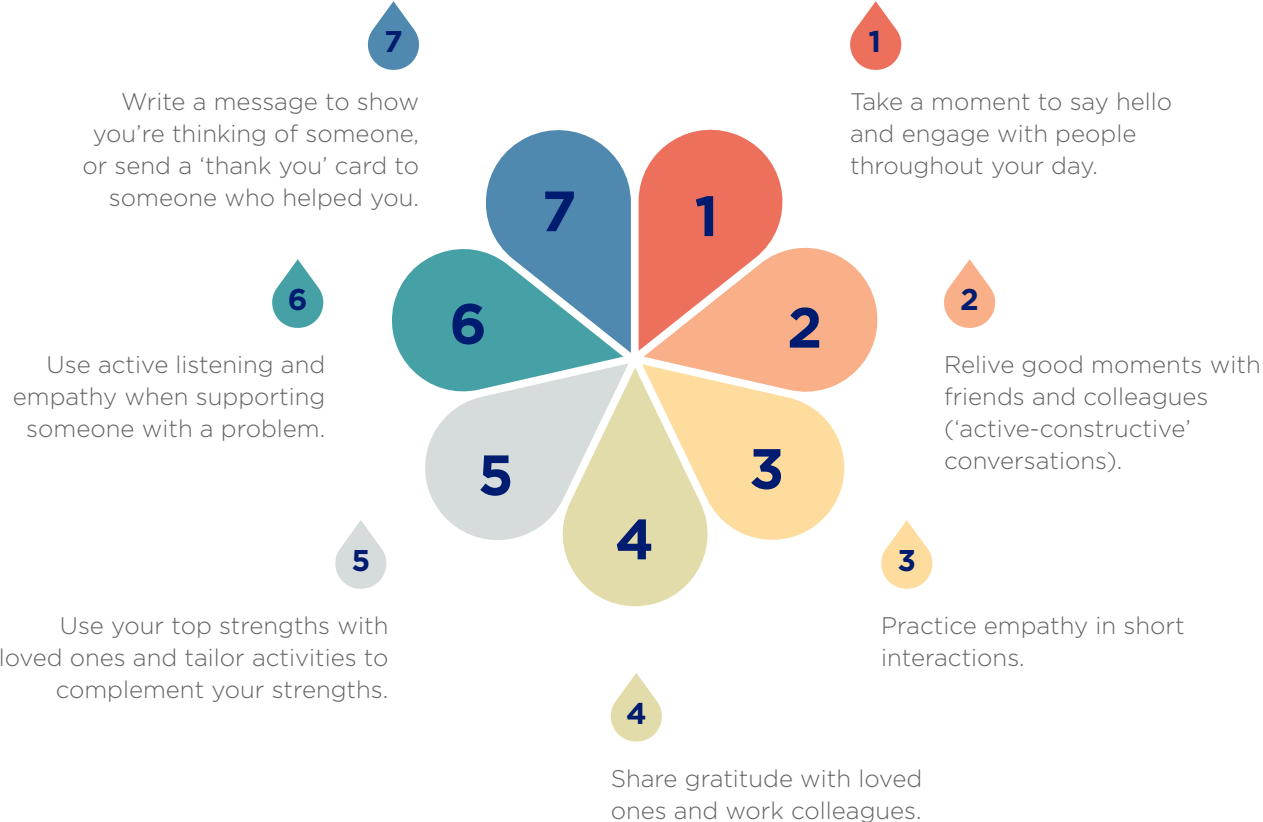 1
Take a moment to say hello
and engage with people
throughout your day.
2
Relive good moments with
friends and colleagues
(‘active-constructive’
conversations).
3
Practice empathy in short
interactions.
4
Share gratitude with loved
ones and work colleagues.
5
Use your top strengths with
loved ones and tailor activities to
complement your strengths.
6
Use active listening and
empathy when supporting
someone with a problem.
7
Write a message to show
you’re thinking of someone,
or send a ‘thank you’ card to
someone who helped you.
1
2
3
4
5
6
7